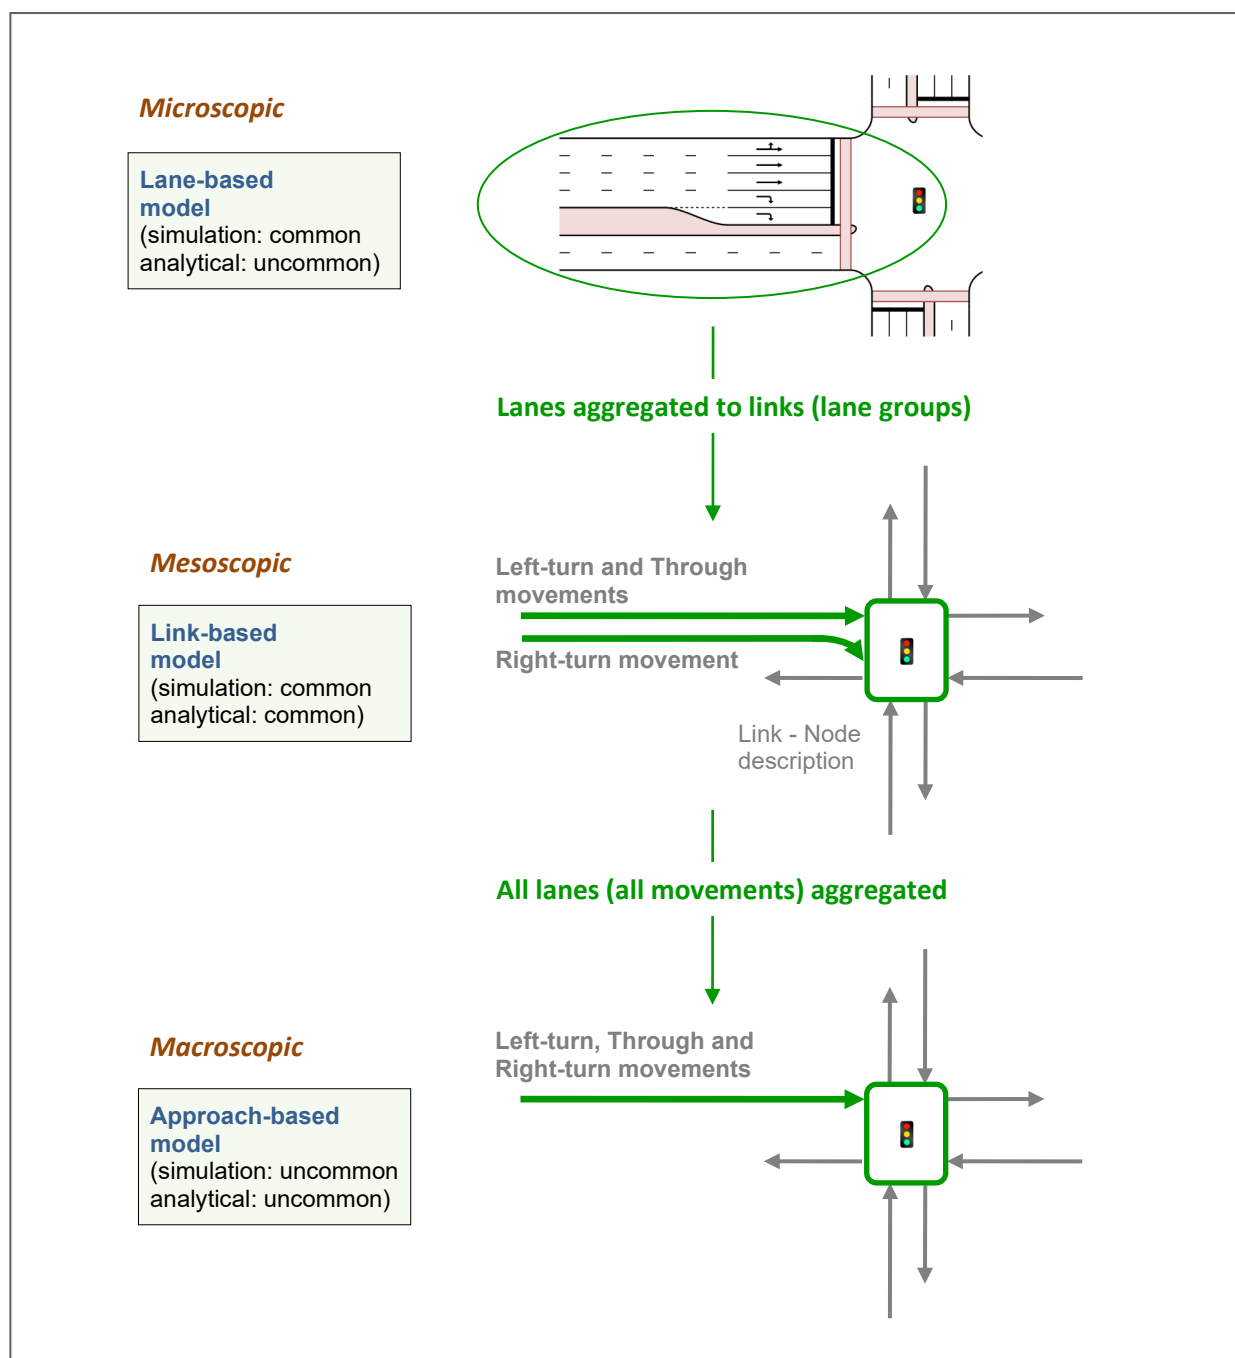 Microscopic
Lane-based
model
(simulation: common
analytical: uncommon)
Lanes aggregated to links (lane groups)
Mesoscopic
Left-turn and Through
movements
Link-based
model
(simulation: common
analytical: common)
Right-turn movement
Link - Node
description
All lanes (all movements) aggregated
Macroscopic
Left-turn, Through and
Right-turn movements
Approach-based
model
(simulation: uncommon
analytical: uncommon)